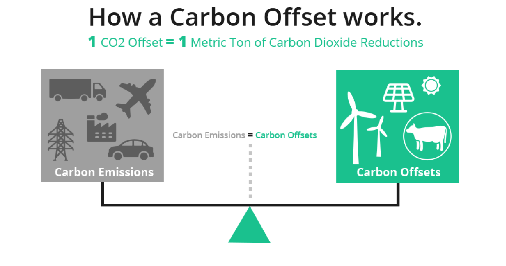 How a Carbon Offset works.
1 CO2 Offset = 1 Metric Ton of Carbon Dioxide Reductions
Carbon Emissions = Carbon Offsets
Carbon Emissions
Carbon Offsets